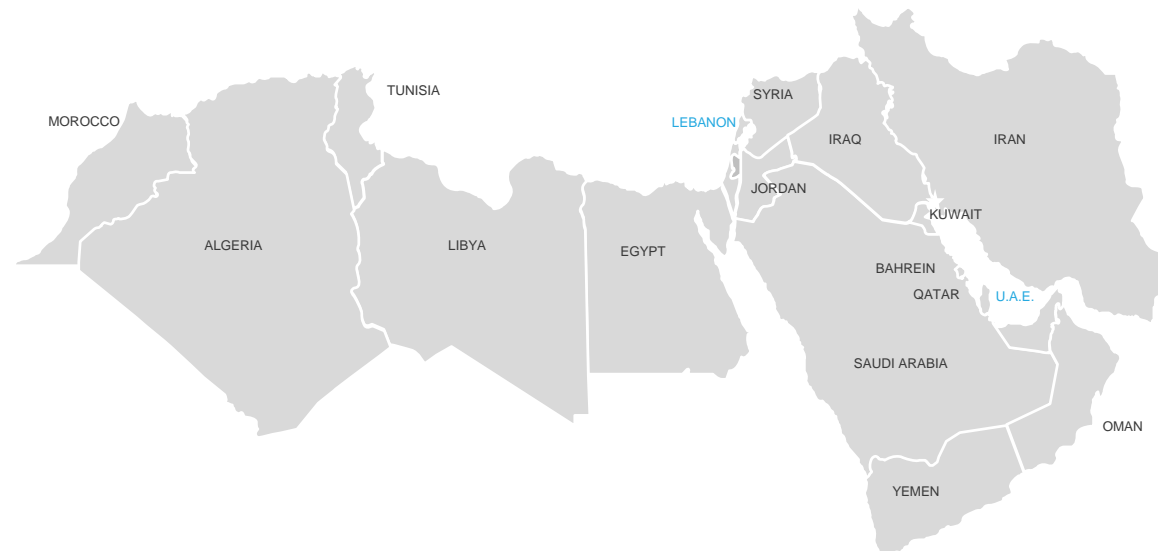 TUNISIA
SYRIA
MOROCCO
LEBANON
IRAQ
IRAN
JORDAN
KUWAIT
ALGERIA
LIBYA
EGYPT
BAHREIN
QATAR
U.A.E.
SAUDI ARABIA
OMAN
YEMEN